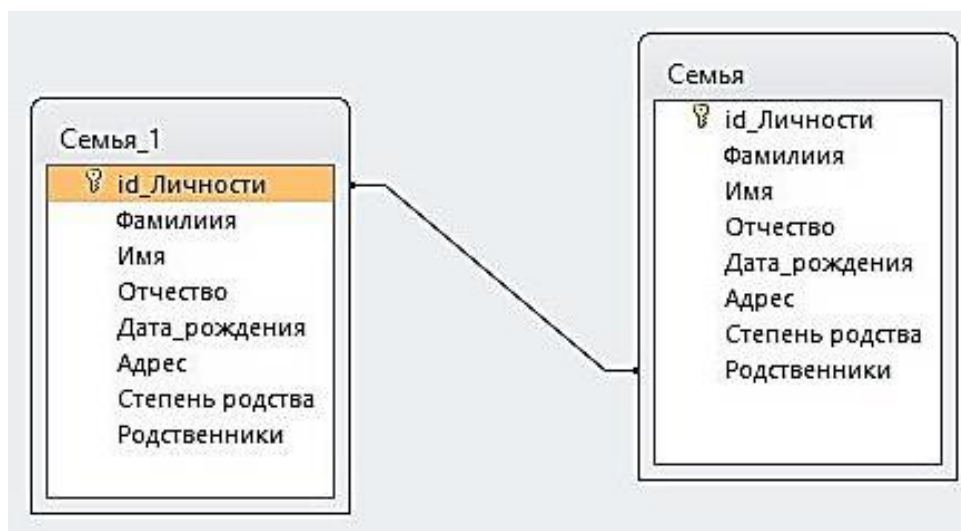 Семья_1
id_Личности
Фамилиия
Имя
Отчество
Дата_рождения
Адрес
Степень родства
Родственники
Семья
id_Личности
Фамилиия
Имя
Отчество
Дата_рождения
Адрес
Степень родства
Родственники